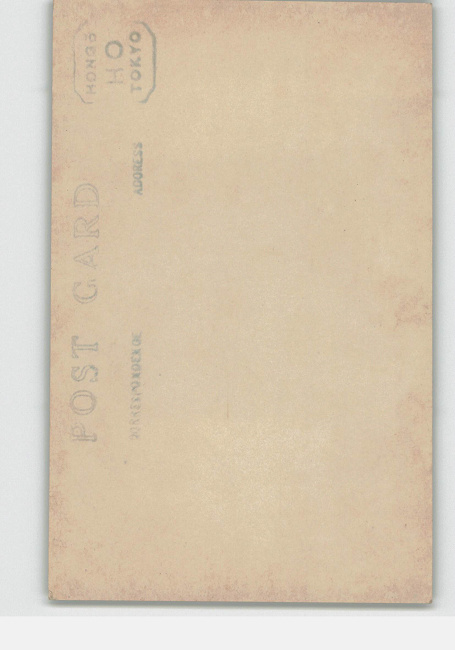 POST CARD
CORRESPONDENCE
ADDRESS
HONGO
HO
TOKYO